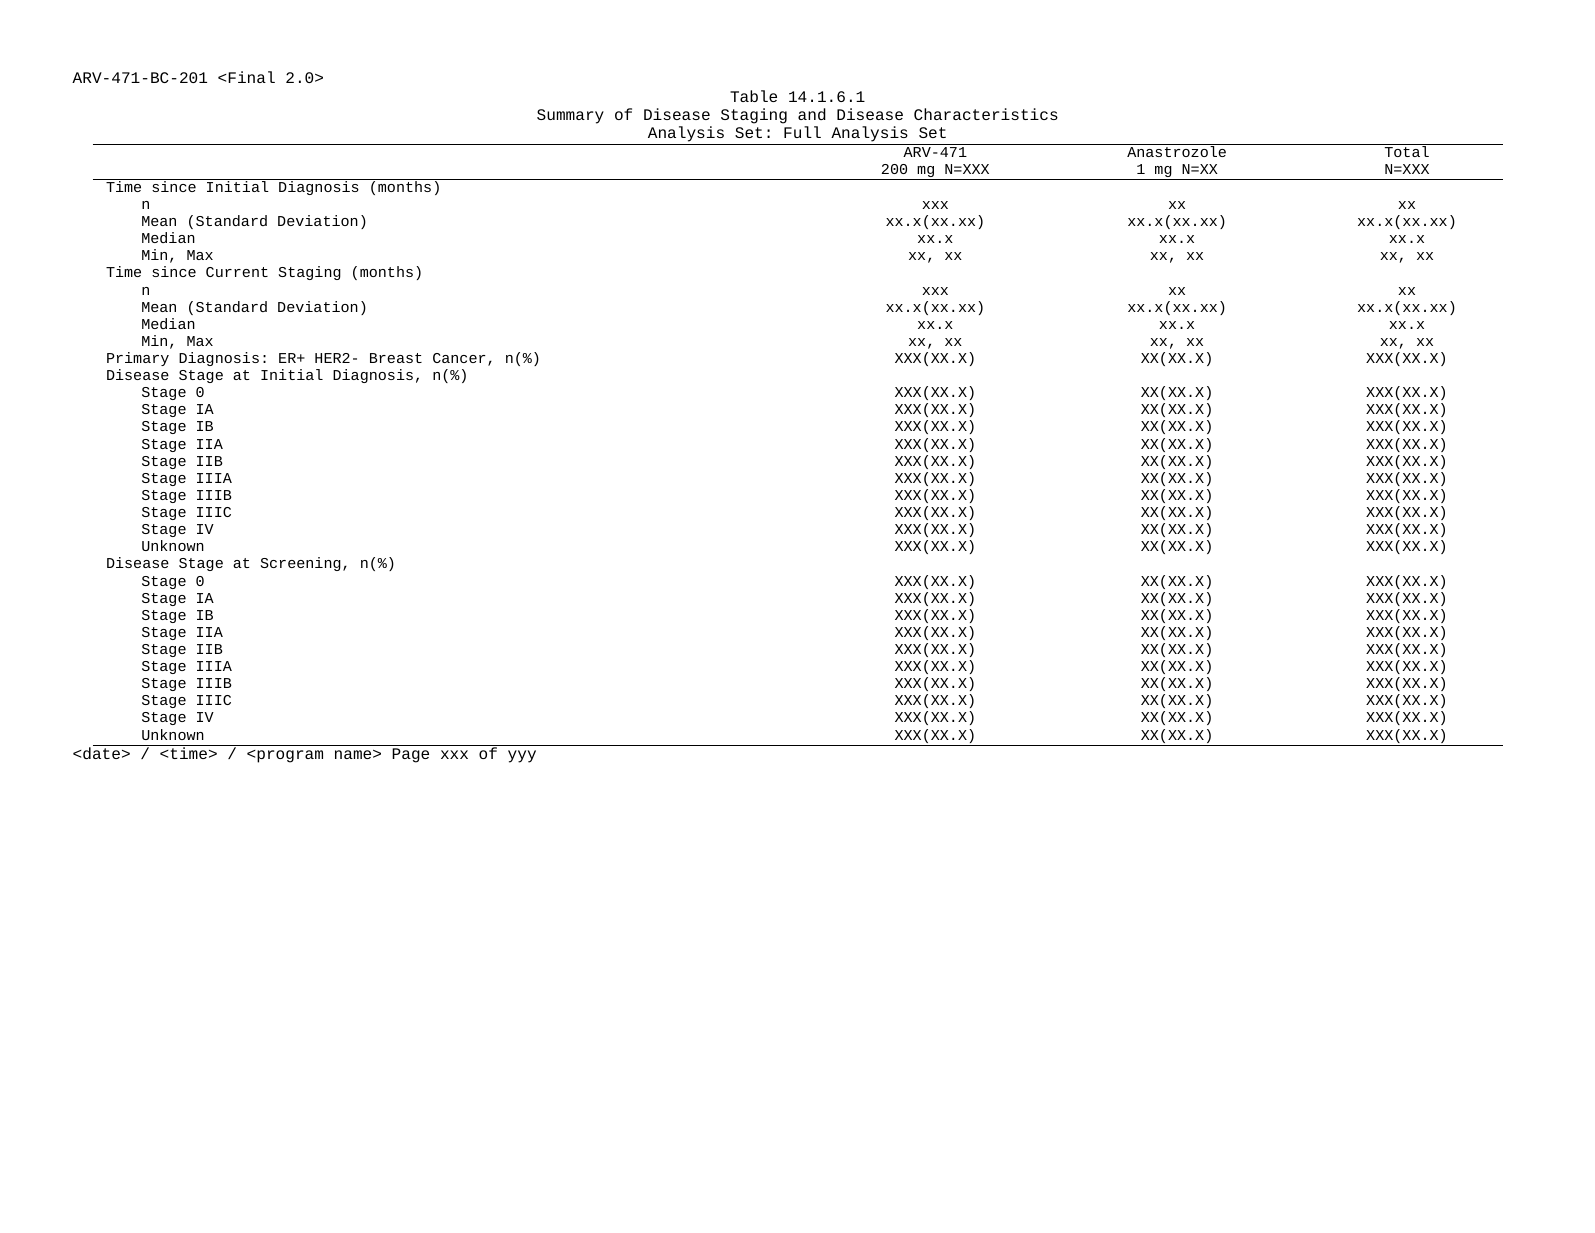 ARV-471-BC-201 <Final 2.0>
Table 14.1.6.1
Summary of Disease Staging and Disease Characteristics
Analysis Set: Full Analysis Set
ARV-471 Anastrozole Total
200 mg N=XXX 1 mg N=XX N=XXX
Time since Initial Diagnosis (months)
n xxx xx xx
Mean (Standard Deviation) xx.x(xx.xx) xx.x(xx.xx) xx.x(xx.xx)
Median xx.x xx.x xx.x
Min, Max xx, xx xx, xx xx, xx
Time since Current Staging (months)
n xxx xx xx
Mean (Standard Deviation) xx.x(xx.xx) xx.x(xx.xx) xx.x(xx.xx)
Median xx.x xx.x xx.x
Min, Max xx, xx xx, xx xx, xx
Primary Diagnosis: ER+ HER2- Breast Cancer, n(%) XXX(XX.X) XX(XX.X) XXX(XX.X)
Disease Stage at Initial Diagnosis, n(%)
Stage 0 XXX(XX.X) XX(XX.X) XXX(XX.X)
Stage IA XXX(XX.X) XX(XX.X) XXX(XX.X)
Stage IB XXX(XX.X) XX(XX.X) XXX(XX.X)
Stage IIA XXX(XX.X) XX(XX.X) XXX(XX.X)
Stage IIB XXX(XX.X) XX(XX.X) XXX(XX.X)
Stage IIIA XXX(XX.X) XX(XX.X) XXX(XX.X)
Stage IIIB XXX(XX.X) XX(XX.X) XXX(XX.X)
Stage IIIC XXX(XX.X) XX(XX.X) XXX(XX.X)
Stage IV XXX(XX.X) XX(XX.X) XXX(XX.X)
Unknown XXX(XX.X) XX(XX.X) XXX(XX.X)
Disease Stage at Screening, n(%)
Stage 0 XXX(XX.X) XX(XX.X) XXX(XX.X)
Stage IA XXX(XX.X) XX(XX.X) XXX(XX.X)
Stage IB XXX(XX.X) XX(XX.X) XXX(XX.X)
Stage IIA XXX(XX.X) XX(XX.X) XXX(XX.X)
Stage IIB XXX(XX.X) XX(XX.X) XXX(XX.X)
Stage IIIA XXX(XX.X) XX(XX.X) XXX(XX.X)
Stage IIIB XXX(XX.X) XX(XX.X) XXX(XX.X)
Stage IIIC XXX(XX.X) XX(XX.X) XXX(XX.X)
Stage IV XXX(XX.X) XX(XX.X) XXX(XX.X)
Unknown XXX(XX.X) XX(XX.X) XXX(XX.X)
<date> / <time> / <program name> Page xxx of yyy